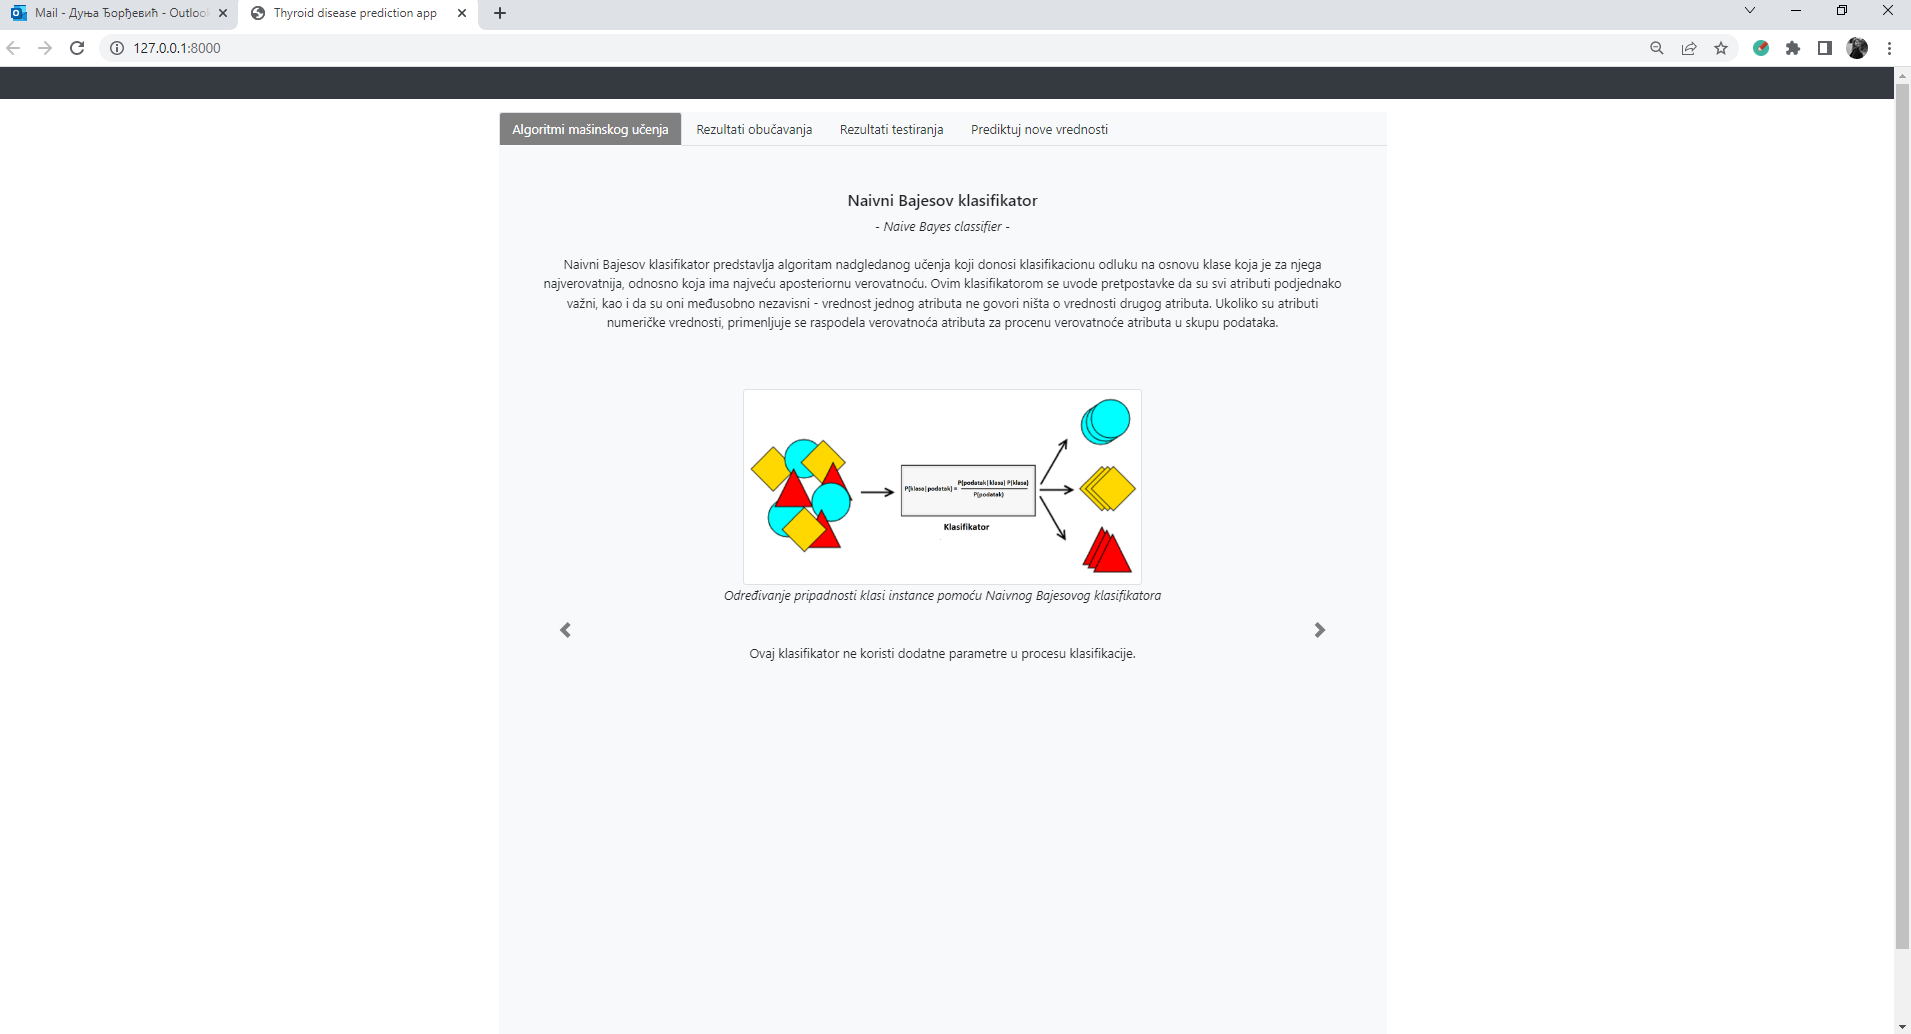 Mail - Дуња Ђорђевић - Outloo
Thyroid disease prediction app
127.0.0.1:8000
Algoritmi mašinskog učenja
Rezultati obučavanja
Rezultati testiranja
Prediktuj nove vrednosti
Naivni Bajesov klasifikator
- Naive Bayes classifier -
Naivni Bajesov klasifikator predstavlja algoritam nadgledanog učenja koji donosi klasifikacionu odluku na osnovu klase koja je za njega
najverovatnija, odnosno koja ima najveću aposteriornu verovatnoću. Ovim klasifikatorom se uvode pretpostavke da su svi atributi podjednako
važni, kao i da su oni međusobno nezavisni - vrednost jednog atributa ne govori ništa o vrednosti drugog atributa. Ukoliko su atributi
numeričke vrednosti, primenljuje se raspodela verovatnoća atributa za procenu verovatnoće atributa u skupu podataka.
P(klasa|podatak) = P(podatak|klasa) P(klasa)
P(podatak)
Klasifikator
Određivanje pripadnosti klasi instance pomoću Naivnog Bajesovog klasifikatora
Ovaj klasifikator ne koristi dodatne parametre u procesu klasifikacije.